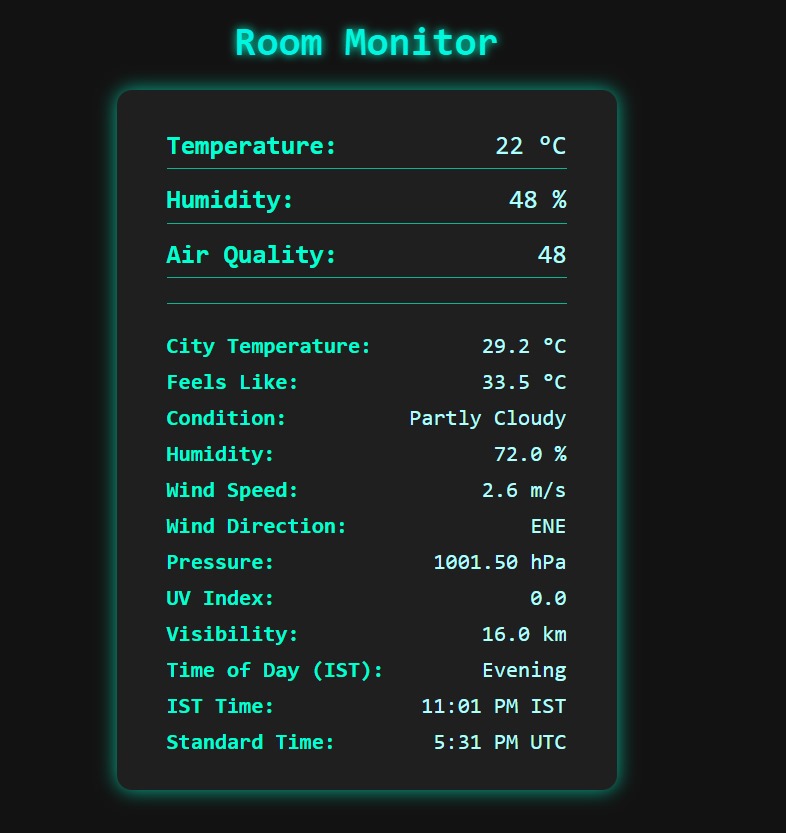 Room Monitor
Temperature: 22 °C
Humidity: 48 %
Air Quality: 48
City Temperature: 29.2 °C
Feels Like: 33.5 °C
Condition: Partly Cloudy
Humidity: 72.0 %
Wind Speed: 2.6 m/s
Wind Direction: ENE
Pressure: 1001.50 hPa
UV Index: 0.0
Visibility: 16.0 km
Time of Day (IST): Evening
IST Time: 11:01 PM IST
Standard Time: 5:31 PM UTC